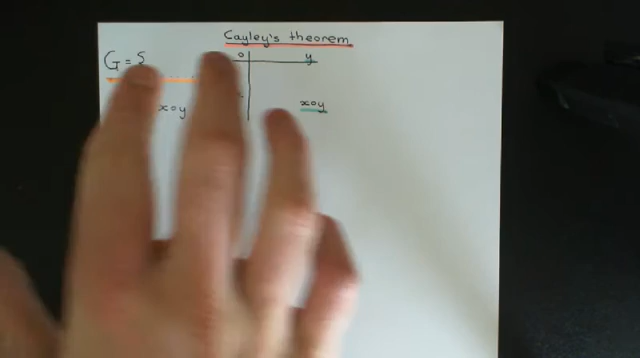 Cayley's theorem
G =
o y
x o y
x o y